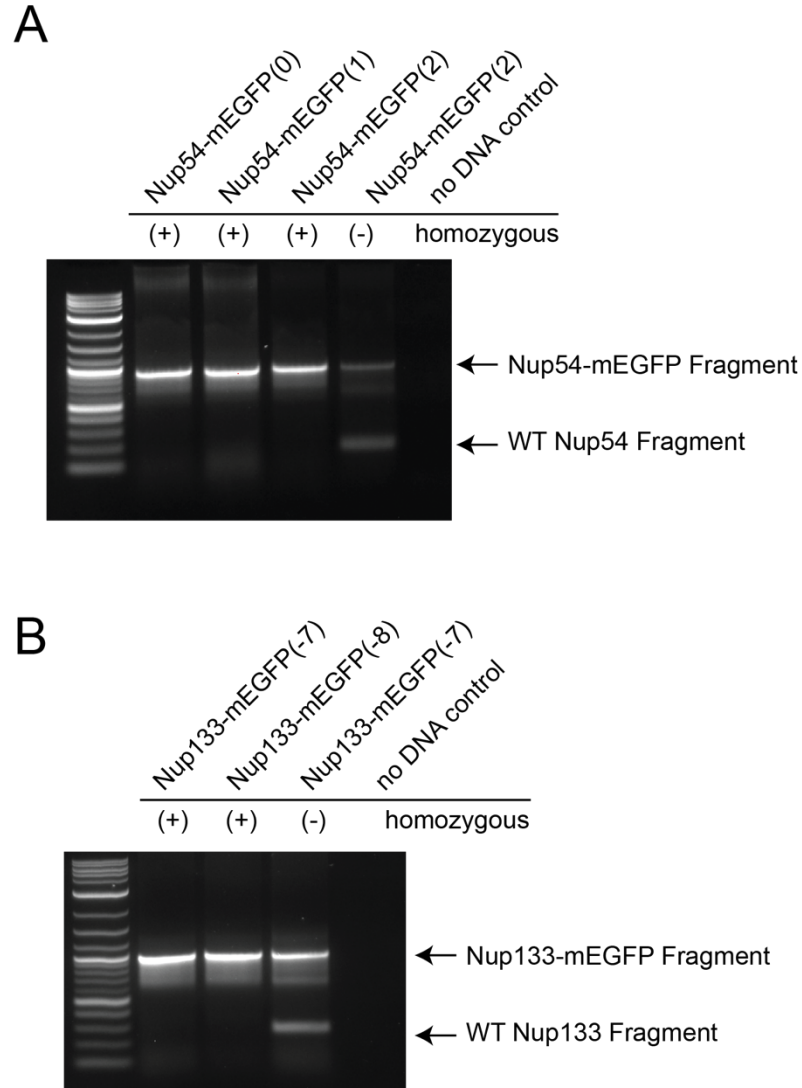 A
Nup54-mEGFP(0)
Nup54-mEGFP(1)
Nup54-mEGFP(2)
Nup54-mEGFP(2)
no DNA control
(+) (+) (+) (-) homozygous
Nup54-mEGFP Fragment
WT Nup54 Fragment
B
Nup133-mEGFP(-7)
Nup133-mEGFP(-8)
Nup133-mEGFP(-7)
no DNA control
(+) (+) (-) homozygous
Nup133-mEGFP Fragment
WT Nup133 Fragment